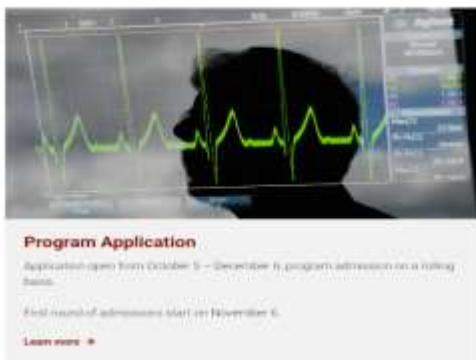 Program Application
Application open from October 5 – December 6, program admission on a rolling
basis.
First round of admissions start on November 6.
Learn more